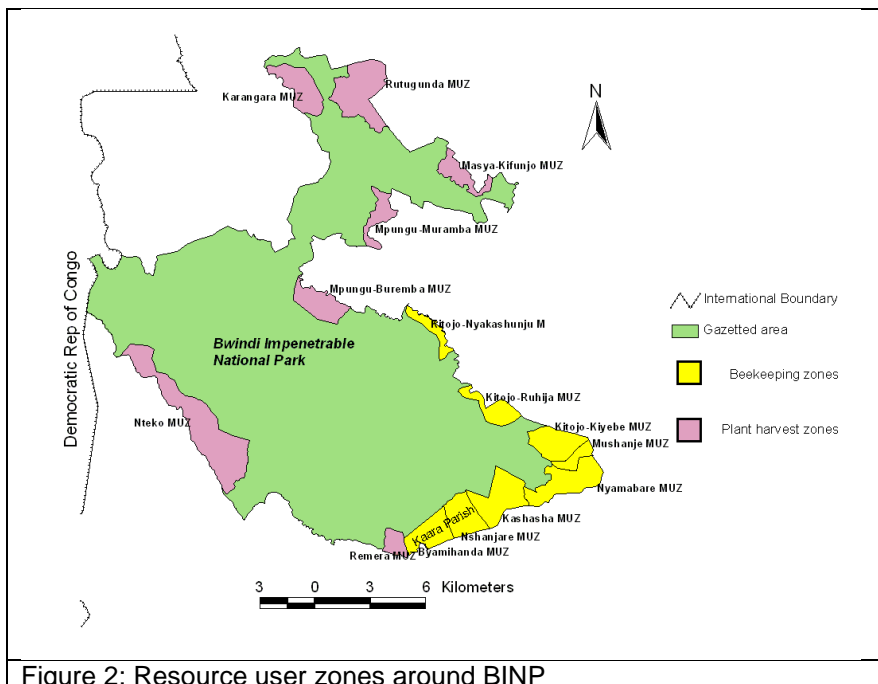 Karangara MUZ
Rutugunda MUZ
N
Masya-Kifunjo MUZ
Mpungu-Muramba MUZ
Democratic Rep of Congo
Mpungu-Buremba MUZ
International Boundary
Gazetted area
Kitojo-Nyakashunju M
Bwindi Impenetrable
National Park
Beekeeping zones
Kitojo-Ruhija MUZ
Nteko MUZ
Kitojo-Kiyebe MUZ
Plant harvest zones
Mushanje MUZ
Nyamabare MUZ
Kaara Parish
Kashasha MUZ
Nshanjare MUZ
Remera MUZ
Byamihanda MUZ
3 0 3 6 Kilometers
Figure 2: Resource user zones around BINP